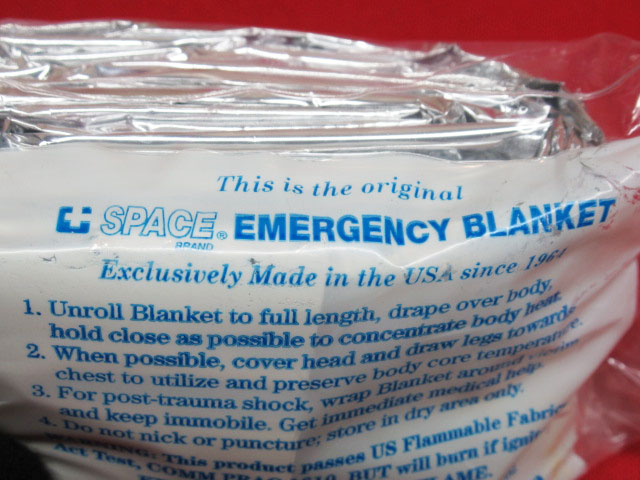 This is the original
SPACE® EMERGENCY BLANKET
BRAND
Exclusively Made in the USA since 1964
1. Unroll Blanket to full length, drape over body,
hold close as possible to concentrate body heat.
2. When possible, cover head and draw legs towards
chest to utilize and preserve body core temperature.
3. For post-trauma shock, wrap Blanket around victim
and keep immobile. Get immediate medical help.
4. Do not nick or puncture; store in dry area only.
WARNING: This product passes US Flammable Fabric
Act Test, COMM BUT will burn if